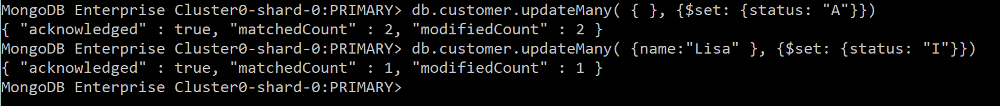 MongoDB Enterprise Cluster0-shard-0:PRIMARY> db.customer.updateMany( { }, {$set: {status: "A"}})
{ "acknowledged" : true, "matchedCount" : 2, "modifiedCount" : 2 }
MongoDB Enterprise Cluster0-shard-0:PRIMARY> db.customer.updateMany( {name:"Lisa" }, {$set: {status: "I"}})
{ "acknowledged" : true, "matchedCount" : 1, "modifiedCount" : 1 }
MongoDB Enterprise Cluster0-shard-0:PRIMARY>